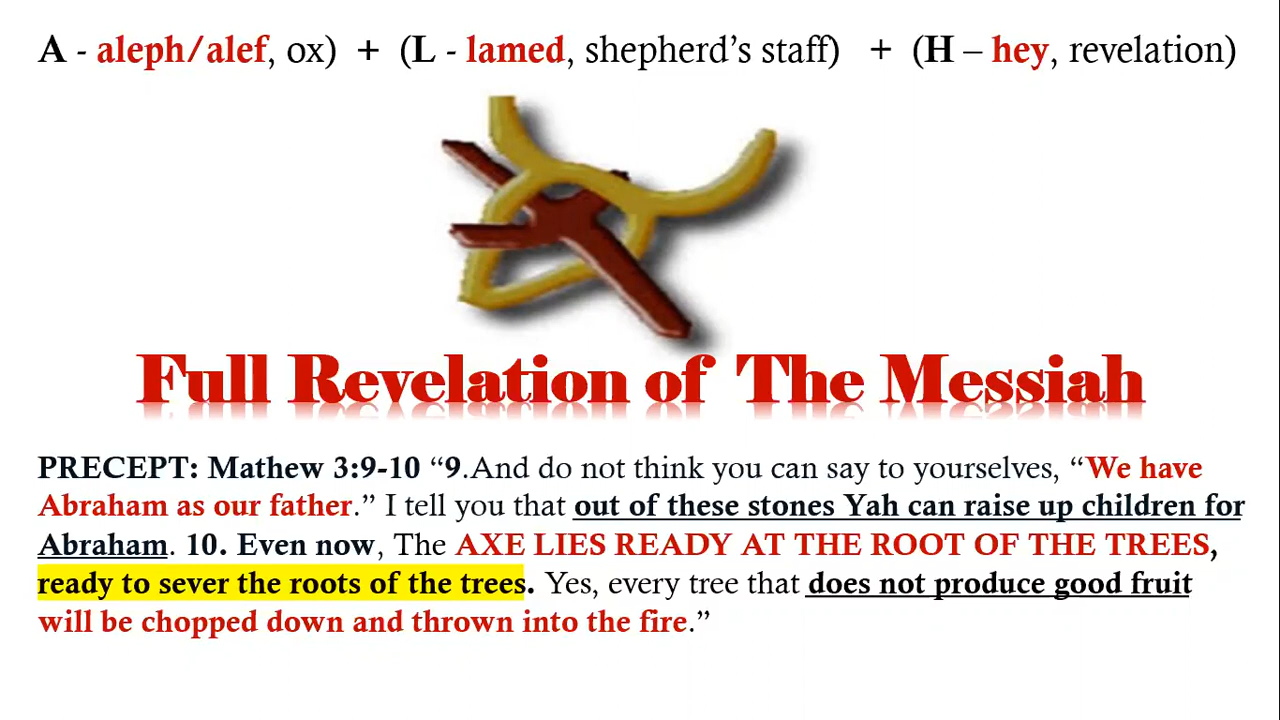 A - aleph/alef, ox) + (L - lamed, shepherd’s staff) + (H – hey, revelation)
Full Revelation of The Messiah
PRECEPT: Mathew 3:9-10 “9.And do not think you can say to yourselves, “We have
Abraham as our father.” I tell you that out of these stones Yah can raise up children for
Abraham. 10. Even now, The AXE LIES READY AT THE ROOT OF THE TREES,
ready to sever the roots of the trees. Yes, every tree that does not produce good fruit
will be chopped down and thrown into the fire.”